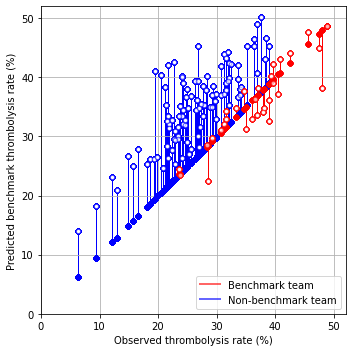 Predicted benchmark thrombolysis rate (%)
50
40
30
20
10
0
Benchmark team
Non-benchmark team
0 10 20 30 40 50
Observed thrombolysis rate (%)